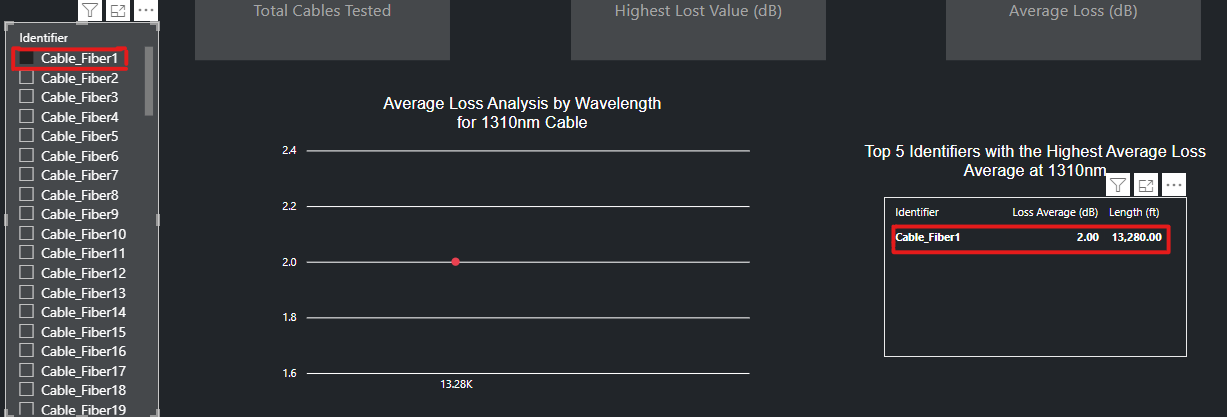 Total Cables Tested
Highest Lost Value (dB)
Average Loss (dB)
Identifier
Cable_Fiber1
Cable_Fiber2
Cable_Fiber3
Cable_Fiber4
Cable_Fiber5
Cable_Fiber6
Cable_Fiber7
Cable_Fiber8
Cable_Fiber9
Cable_Fiber10
Cable_Fiber11
Cable_Fiber12
Cable_Fiber13
Cable_Fiber14
Cable_Fiber15
Cable_Fiber16
Cable_Fiber17
Cable_Fiber18
Cable_Fiber19
Average Loss Analysis by Wavelength
for 1310nm Cable
2.4
2.2
2.0
1.8
1.6
13.28K
Top 5 Identifiers with the Highest Average Loss
Average at 1310nm
Identifier Loss Average (dB) Length (ft)
Cable_Fiber1 2.00 13,280.00